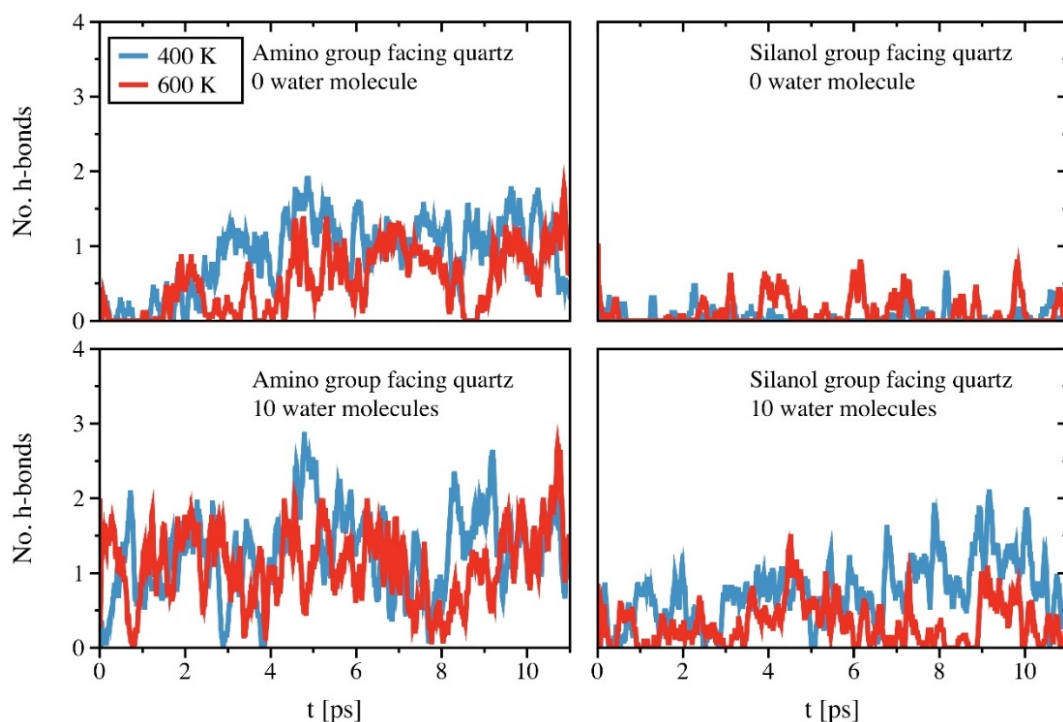 4
3
2
1
0
No. h-bonds
400 K
600 K
Amino group facing quartz
0 water molecule
Silanol group facing quartz
0 water molecule
4
3
2
1
0
No. h-bonds
Amino group facing quartz
10 water molecules
Silanol group facing quartz
10 water molecules
0 2 4 6 8 10 0 2 4 6 8 10
t [ps] t [ps]